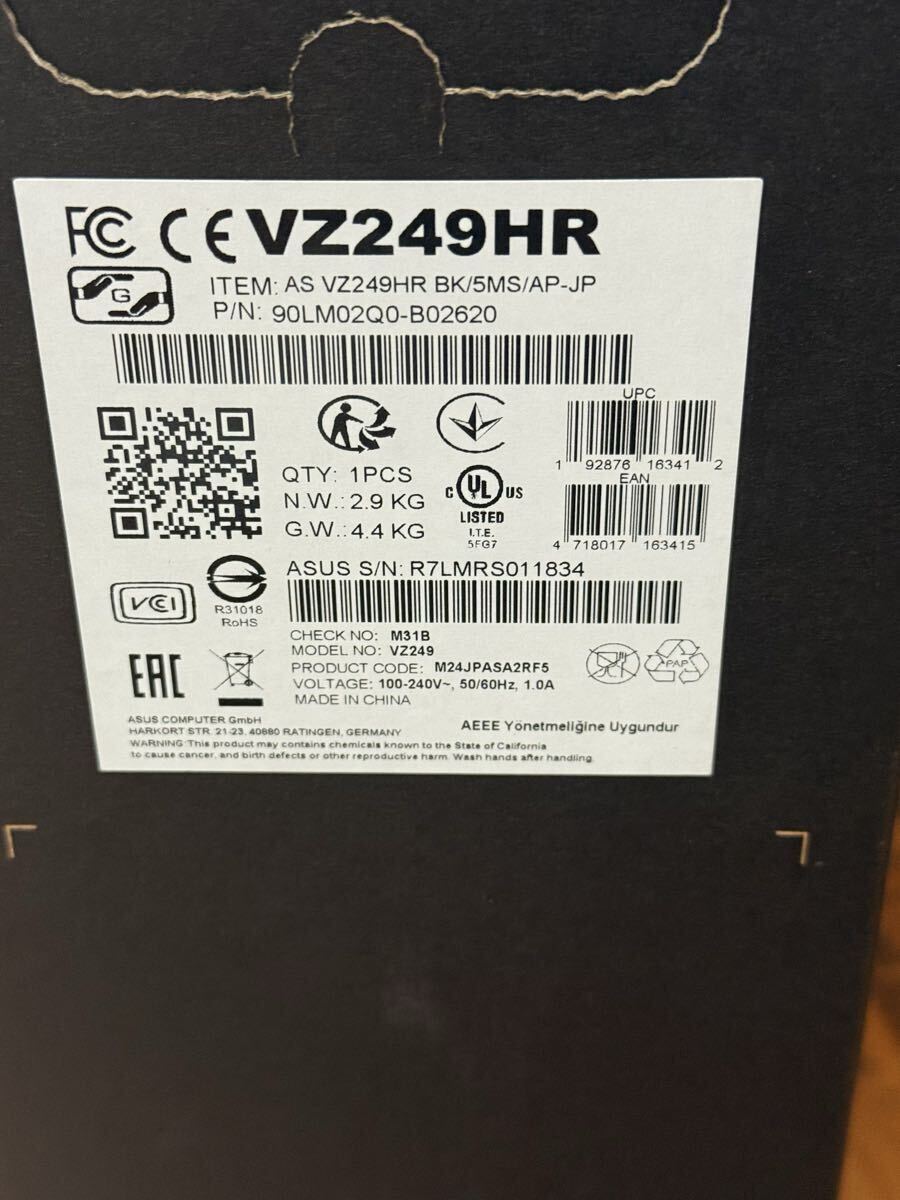 FC CE VZ249HR
G
ITEM: AS VZ249HR BK/5MS/AP-JP
P/N: 90LM02Q0-B02620
UPC
1 92876 16341 2
EAN
4 718017 163415
QTY: 1PCS
N.W.: 2.9 KG
G.W.: 4.4 KG
C UL US
LISTED
I.T.E.
5FG7
ASUS S/N: R7LMRS011834
VCCI
R31018
RoHS
CHECK NO: M31B
MODEL NO: VZ249
PRODUCT CODE: M24JPASA2RF5
VOLTAGE: 100-240V~, 50/60Hz, 1.0A
MADE IN CHINA
EAC
PAP
ASUS COMPUTER GmbH
HARKORT STR. 21-23, 40880 RATINGEN, GERMANY
AEEE Yönetmeliğine Uygundur
WARNING:This product may contains chemicals known to the State of California
to cause cancer, and birth defects or other reproductive harm. Wash hands after handling.